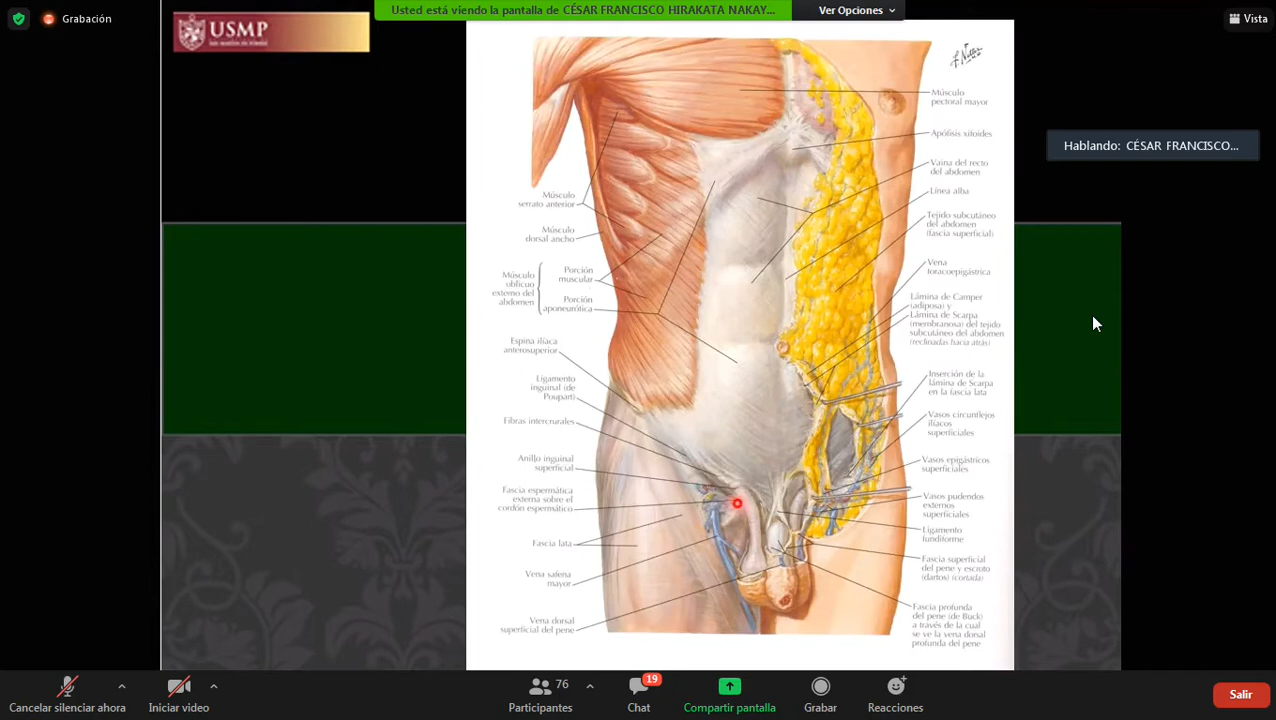 Grabación
Usted está viendo la pantalla de CÉSAR FRANCISCO HIRAKATA NAKAY...
Ver Opciones
Vista
USMP
Hablando: CÉSAR FRANCISCO...
Músculo
pectoral mayor
Apófisis xifoides
Vaina del recto
del abdomen
Línea alba
Tejido subcutáneo
del abdomen
(fascia superficial)
Vena
toracoepigástrica
Lámina de Camper
(adiposa) y
Lámina de Scarpa
(membranosa) del tejido
subcutáneo del abdomen
(reclinadas hacia atrás)
Inserción de la
lámina de Scarpa
en la fascia lata
Vasos circunflejos
ilíacos
superficiales
Vasos epigástricos
superficiales
Vasos pudendos
externos
superficiales
Ligamento
fundiforme
Fascia superficial
del pene y escroto
(dartos) (cortada)
Fascia profunda
del pene (de Buck)
a través de la cual
se ve la vena dorsal
profunda del pene
Músculo
serrato anterior
Músculo
dorsal ancho
Músculo
oblicuo
externo del
abdomen
Porción
muscular
Porción
aponeurótica
Espina ilíaca
anterosuperior
Ligamento
inguinal (de
Poupart)
Fibras intercrurales
Anillo inguinal
superficial
Fascia espermática
externa sobre el
cordón espermático
Fascia lata
Vena safena
mayor
Vena dorsal
superficial del pene
Cancelar silenciar ahora
Iniciar video
76
Participantes
19
Chat
Compartir pantalla
Grabar
Reacciones
Salir